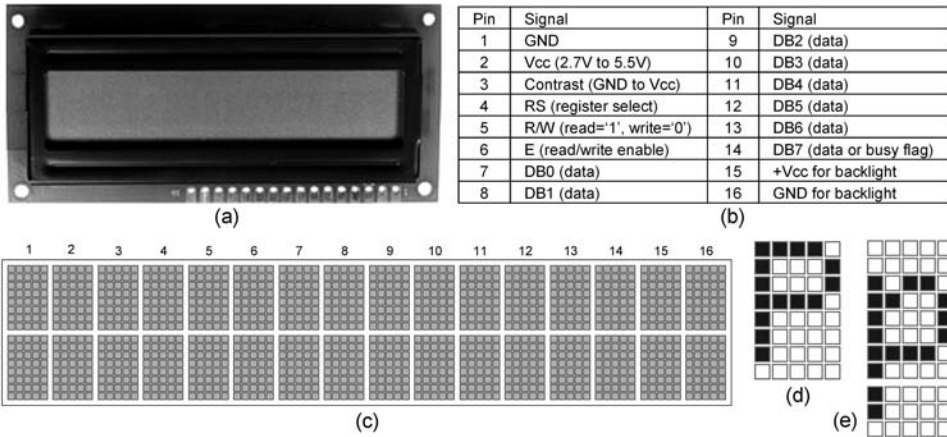 Pin Signal Pin Signal
1 GND 9 DB2 (data)
2 Vcc (2.7V to 5.5V) 10 DB3 (data)
3 Contrast (GND to Vcc) 11 DB4 (data)
4 RS (register select) 12 DB5 (data)
5 R/W (read=‘1’, write=‘0’) 13 DB6 (data)
6 E (read/write enable) 14 DB7 (data or busy flag)
7 DB0 (data) 15 +Vcc for backlight
8 DB1 (data) 16 GND for backlight
(a) (b)
1 2 3 4 5 6 7 8 9 10 11 12 13 14 15 16
(c)
(d)
(e)